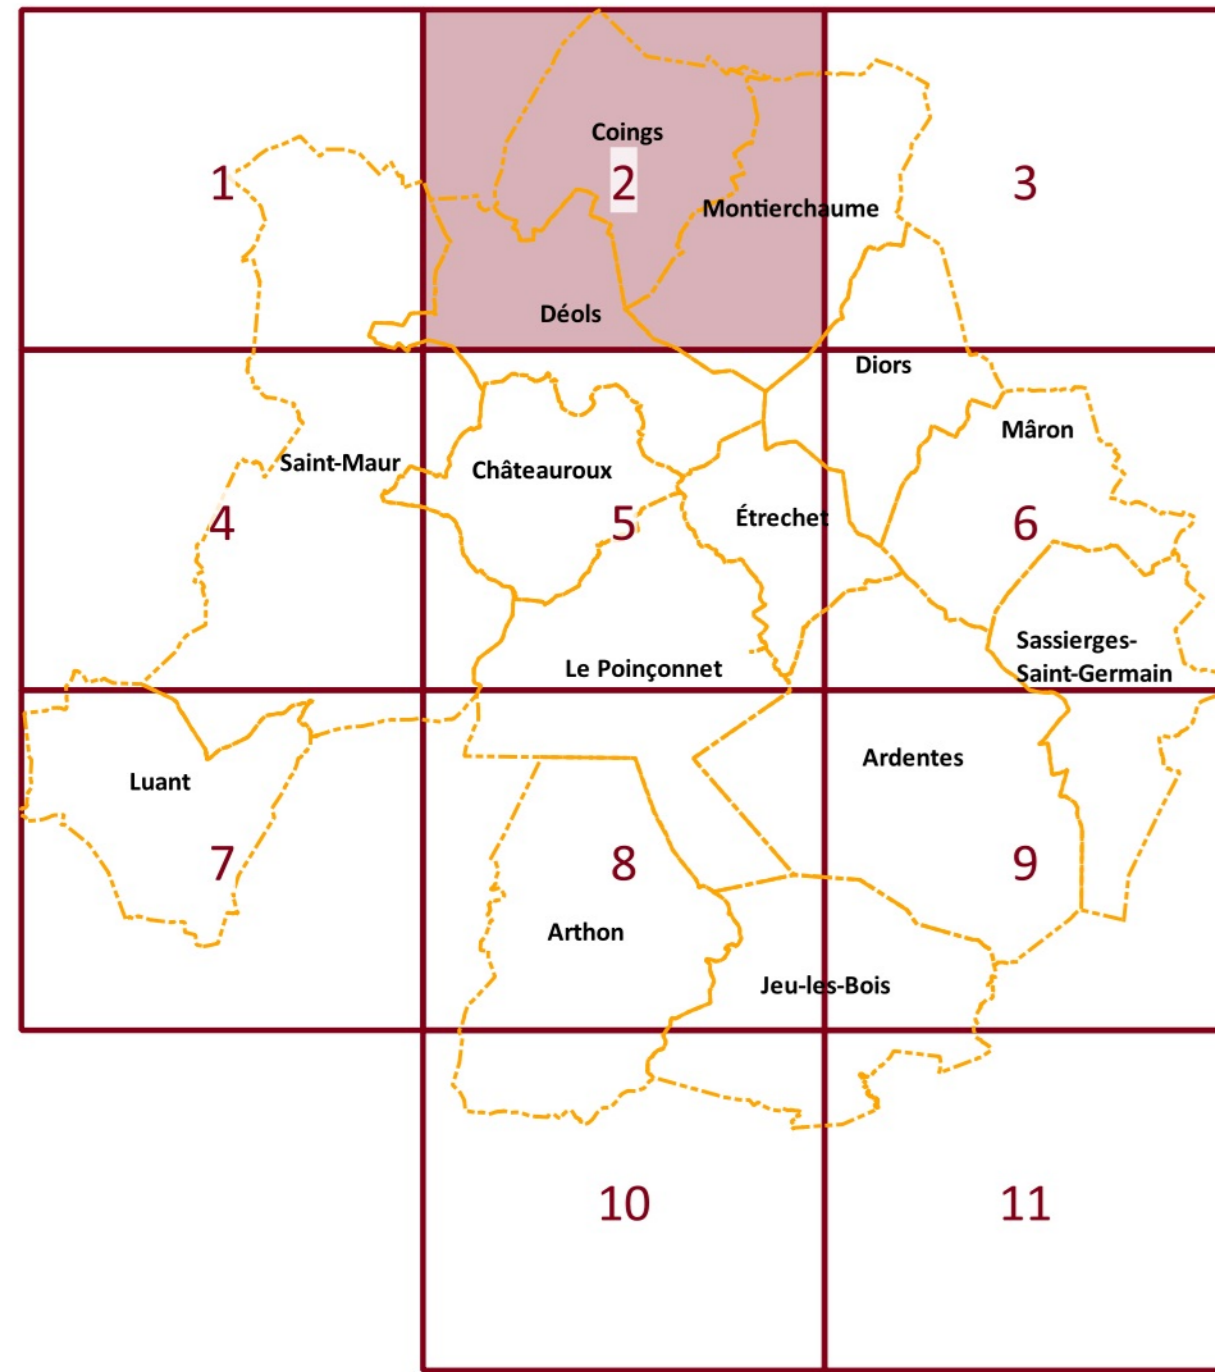 Coings
1
2
3
Montierchaume
Déols
Diors
Mâron
Saint-Maur
Châteauroux
Étrechet
4
5
6
Sassierges-
Saint-Germain
Le Poinçonnet
Ardentes
Luant
7
8
9
Arthon
Jeu-les-Bois
10
11